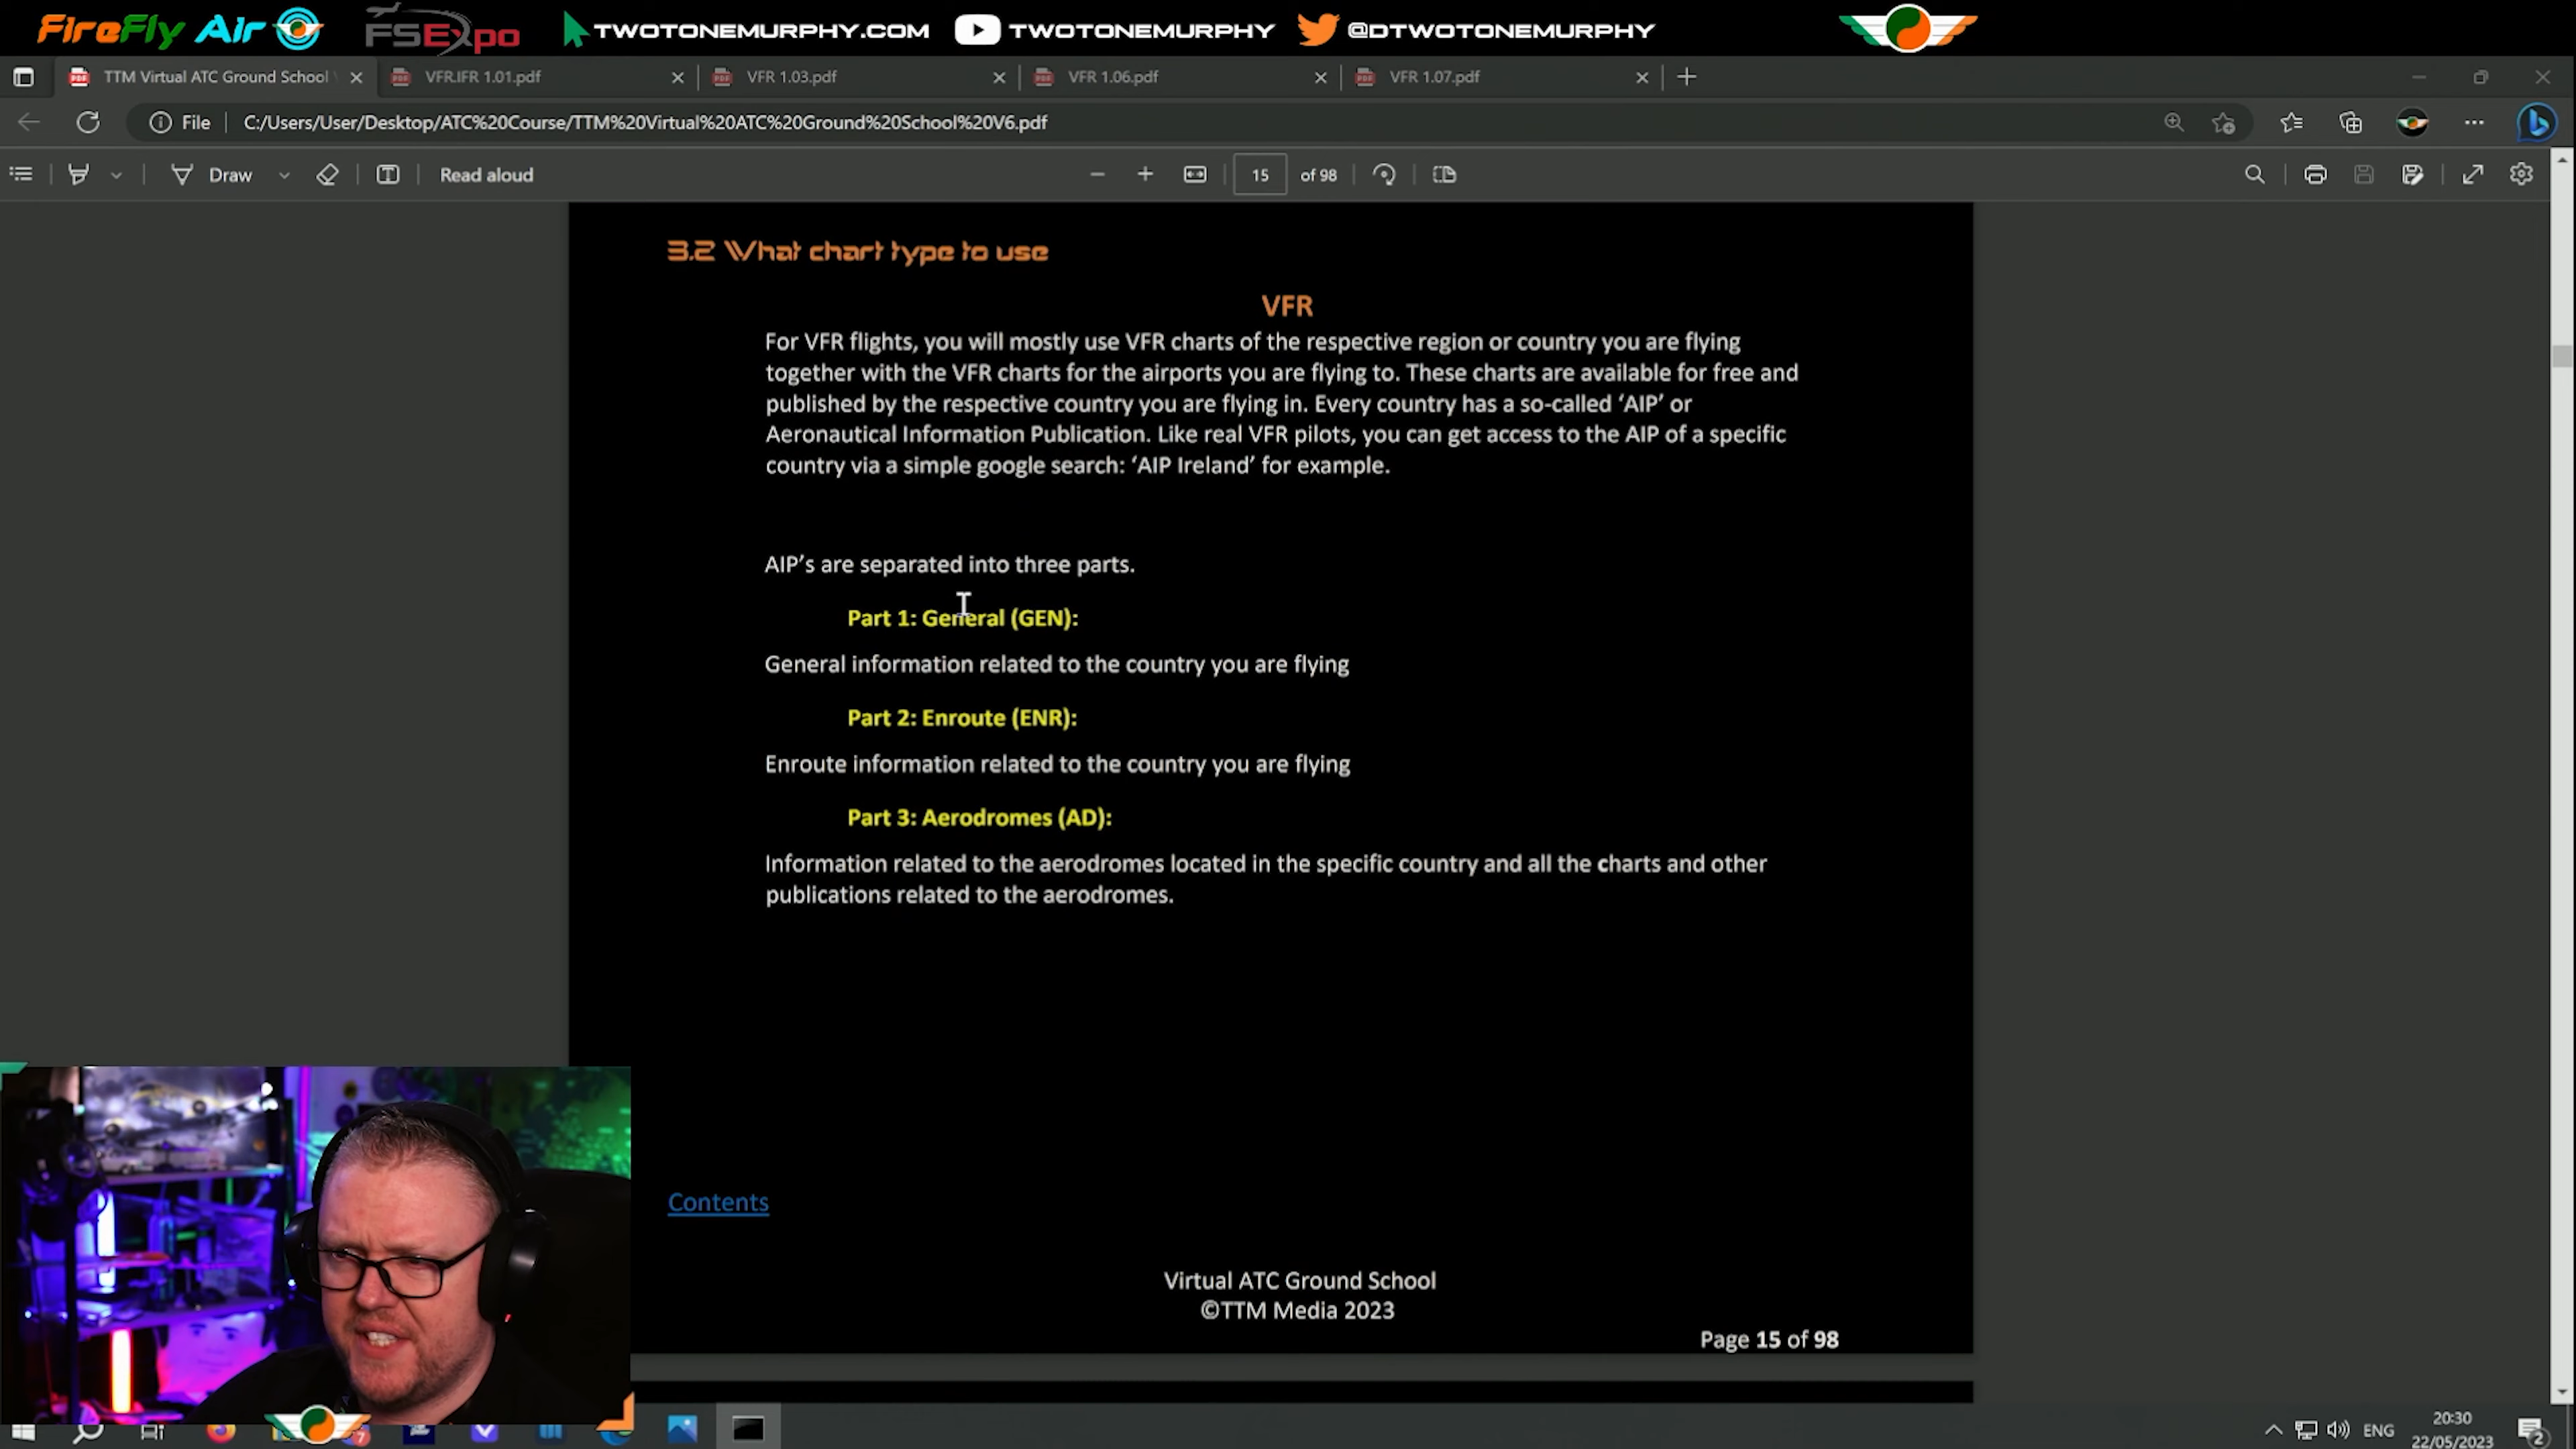 FireFly Air FSExpo TWOTONEMURPHY.COM TWOTONEMURPHY @DTWOTONEMURPHY
TTM Virtual ATC Ground School VFR.IFR 1.01.pdf VFR 1.03.pdf VFR 1.06.pdf VFR 1.07.pdf
File C:/Users/User/Desktop/ATC%20Course/TTM%20Virtual%20ATC%20Ground%20School%20V6.pdf
Draw Read aloud 15 of 98
3.2 What chart type to use
VFR
For VFR flights, you will mostly use VFR charts of the respective region or country you are flying
together with the VFR charts for the airports you are flying to. These charts are available for free and
published by the respective country you are flying in. Every country has a so-called ‘AIP’ or
Aeronautical Information Publication. Like real VFR pilots, you can get access to the AIP of a specific
country via a simple google search: ‘AIP Ireland’ for example.
AIP’s are separated into three parts.
Part 1: General (GEN):
General information related to the country you are flying
Part 2: Enroute (ENR):
Enroute information related to the country you are flying
Part 3: Aerodromes (AD):
Information related to the aerodromes located in the specific country and all the charts and other
publications related to the aerodromes.
Contents
Virtual ATC Ground School
©TTM Media 2023
Page 15 of 98
ENG
20:30
22/05/2023
2
7